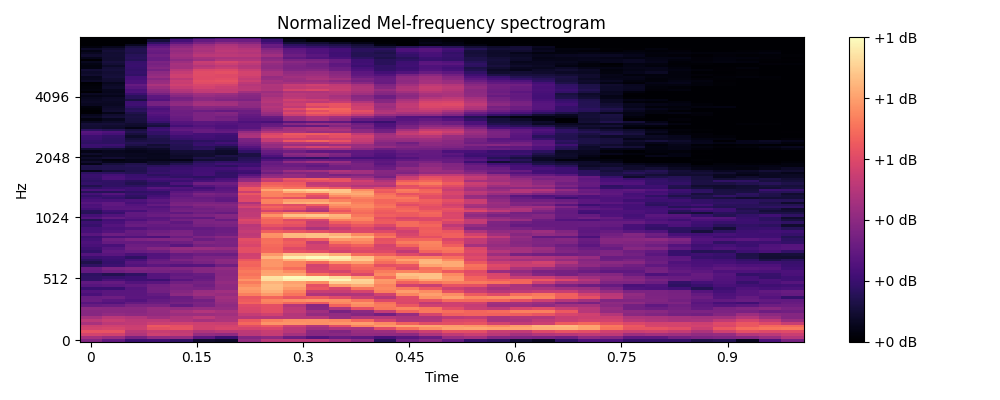 Normalized Mel-frequency spectrogram
Hz
4096
2048
1024
512
0
0 0.15 0.3 0.45 0.6 0.75 0.9
Time
+1 dB
+1 dB
+1 dB
+0 dB
+0 dB
+0 dB